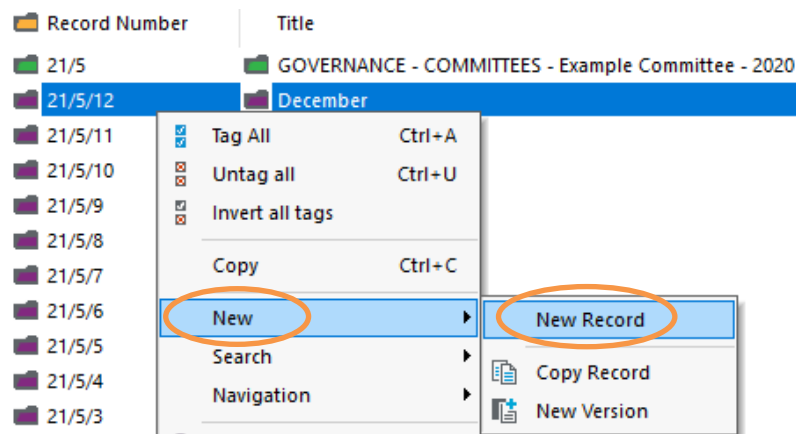 Record Number Title
21/5 GOVERNANCE - COMMITTEES - Example Committee - 2020
21/5/12 December
21/5/11 Tag All Ctrl+A
21/5/10 Untag all Ctrl+U
21/5/9 Invert all tags
21/5/8
21/5/7 Copy Ctrl+C
21/5/6 New New Record
21/5/5 Search
21/5/4 Navigation Copy Record
21/5/3 New Version